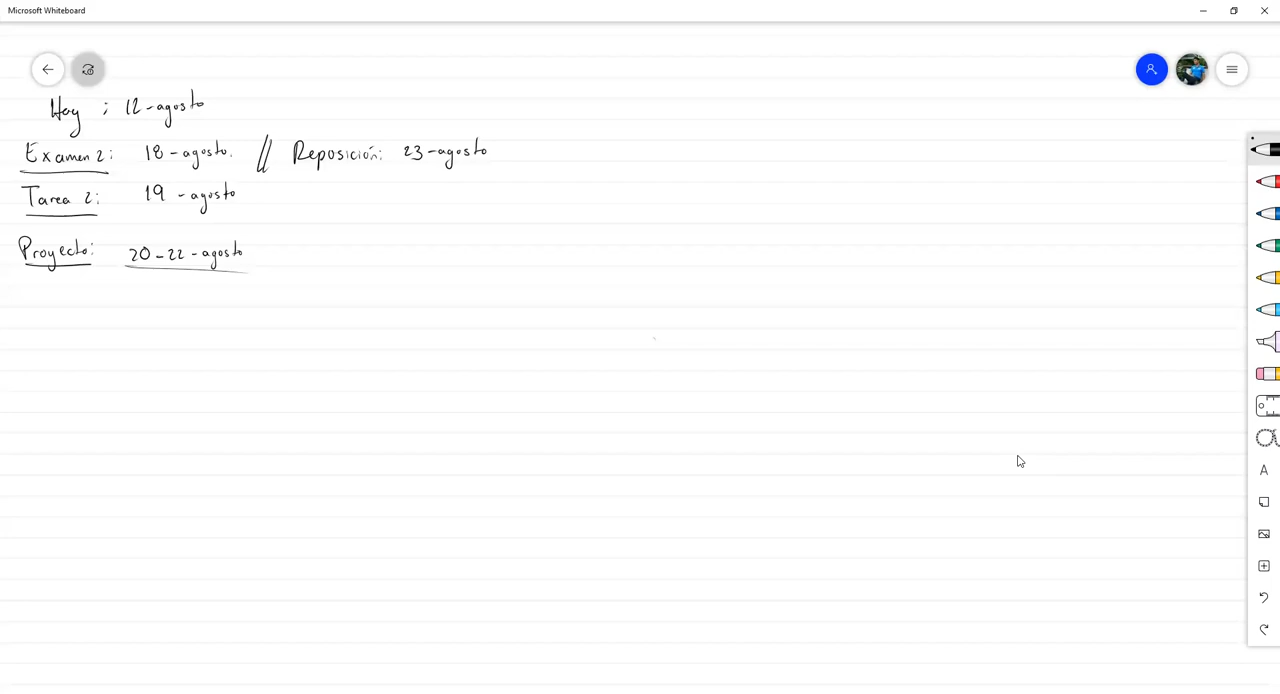 Microsoft Whiteboard
Hoy : 12-agosto
Examen 2: 18-agosto. // Reposición: 23-agosto
Tarea 2: 19-agosto
Proyecto: 20-22-agosto
A